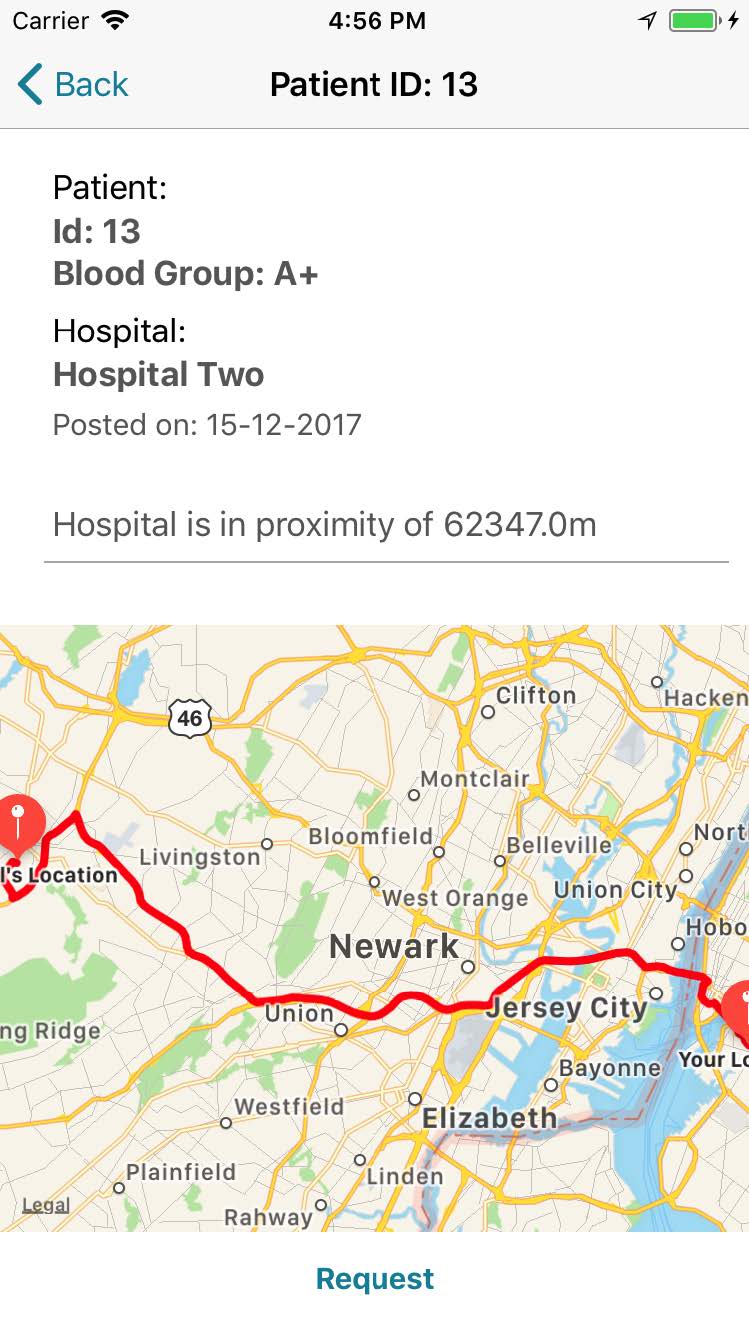 Carrier 4:56 PM
Back Patient ID: 13
Patient:
Id: 13
Blood Group: A+
Hospital:
Hospital Two
Posted on: 15-12-2017
Hospital is in proximity of 62347.0m
Clifton
Hacken
46
Montclair
Bloomfield
Nort
Belleville
Livingston
l's Location
Union City
West Orange
Hobo
Newark
Jersey City
Union
ng Ridge
Your Lo
Bayonne
Westfield
Elizabeth
Plainfield
Linden
Legal
Rahway
Request